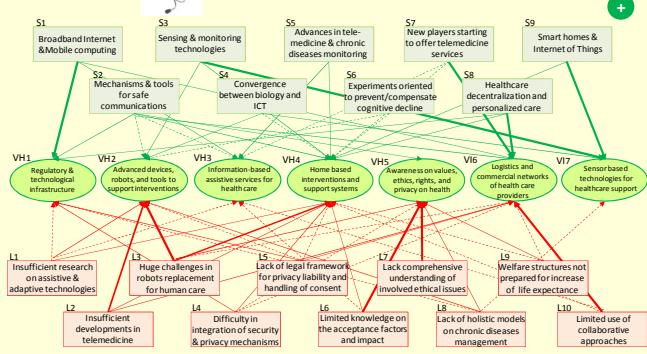 +
S1
Broadband Internet
&Mobile computing
S3
Sensing & monitoring
technologies
S5
Advances in tele-
medicine & chronic
diseases monitoring
S7
New players starting
to offer telemedicine
services
S9
Smart homes &
Internet of Things
S2
Mechanisms & tools
for safe
communications
S4
Convergence
between biology and
ICT
S6
Experiments oriented
to prevent/compensate
cognitive decline
S8
Healthcare
decentralization and
personalized care
VH1
Regulatory &
technological
infrastructure
VH2
Advanced devices,
robots, and tools to
support interventions
VH3
Information-based
assistive services for
health care
VH4
Home based
interventions and
support systems
VH5
Awareness on values,
ethics, rights, and
privacy on health
VI6
Logistics and
commercial networks
of health care
providers
VI7
Sensor based
technologies for
healthcare support
L1
Insufficient research
on assistive &
adaptive technologies
L3
Huge challenges in
robots replacement
for human care
L5
Lack of legal framework
for privacy liability and
handling of consent
L7
Lack comprehensive
understanding of
involved ethical issues
L9
Welfare structures not
prepared for increase
of life expectance
L2
Insufficient
developments in
telemedicine
L4
Difficulty in
integration of security
& privacy mechanisms
L6
Limited knowledge on
the acceptance factors
and impact
L8
Lack of holistic models
on chronic diseases
management
L10
Limited use of
collaborative
approaches